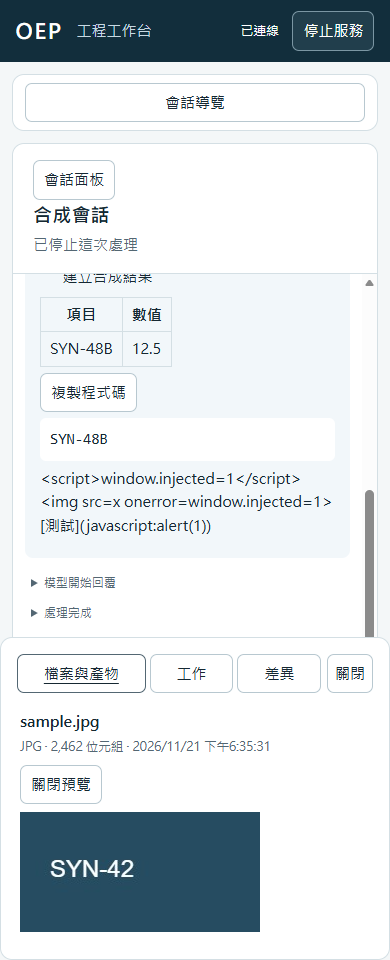 OEP 工程工作台 已連線 停止服務
會話導覽
會話面板
合成會話
已停止這次處理
建立合成結果
項目 數值
SYN-48B 12.5
複製程式碼
SYN-48B
<script>window.injected=1</script>
<img src=x onerror=window.injected=1>
[測試](javascript:alert(1))
▶ 模型開始回覆
▶ 處理完成
檔案與產物 工作 差異 關閉
sample.jpg
JPG · 2,462 位元組 · 2026/11/21 下午6:35:31
關閉預覽
SYN-42